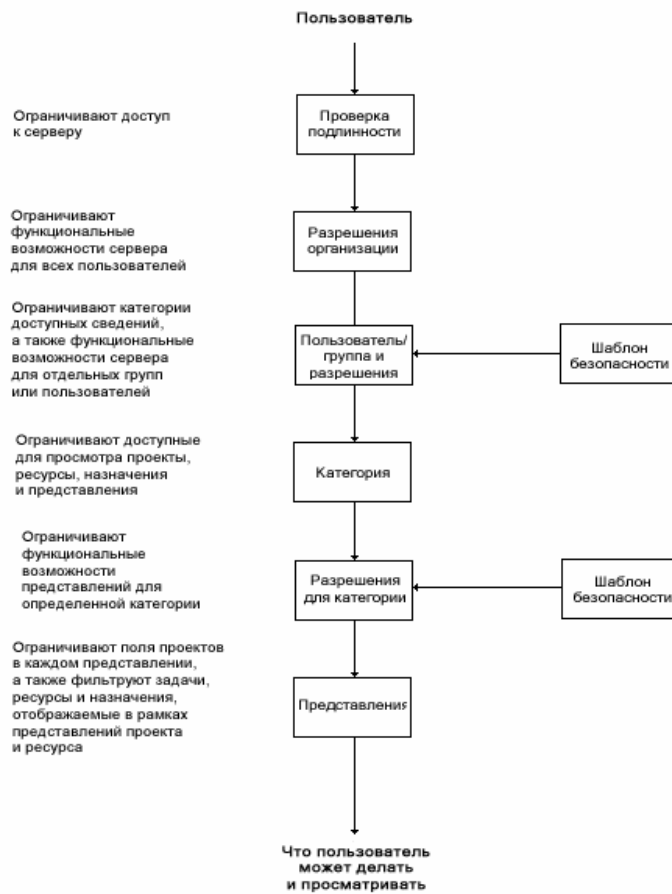 Пользователь
Ограничивают доступ
к серверу
Проверка
подлинности
Ограничивают
функциональные
возможности сервера
для всех пользователей
Разрешения
организации
Ограничивают категории
доступных сведений,
а также функциональные
возможности сервера
для отдельных групп
или пользователей
Пользователь/
группа и
разрешения
Шаблон
безопасности
Ограничивают доступные
для просмотра проекты,
ресурсы, назначения
и представления
Категория
Ограничивают
функциональные
возможности
представлений для
определенной категории
Разрешения
для категории
Шаблон
безопасности
Ограничивают поля проектов
в каждом представлении,
а также фильтруют задачи,
ресурсы и назначения,
отображаемые в рамках
представлений проекта
и ресурса
Представления
Что пользователь
может делать
и просматривать